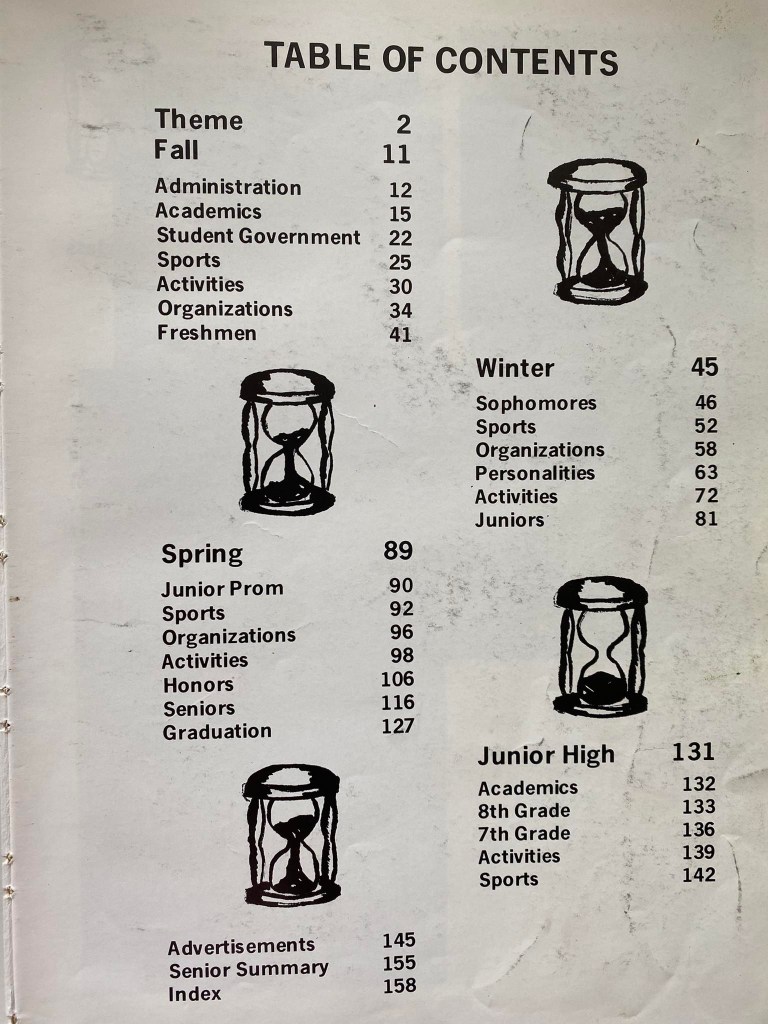 TABLE OF CONTENTS
Theme 2
Fall 11
Administration 12
Academics 15
Student Government 22
Sports 25
Activities 30
Organizations 34
Freshmen 41
Winter 45
Sophomores 46
Sports 52
Organizations 58
Personalities 63
Activities 72
Juniors 81
Spring 89
Junior Prom 90
Sports 92
Organizations 96
Activities 98
Honors 106
Seniors 116
Graduation 127
Junior High 131
Academics 132
8th Grade 133
7th Grade 136
Activities 139
Sports 142
Advertisements 145
Senior Summary 155
Index 158